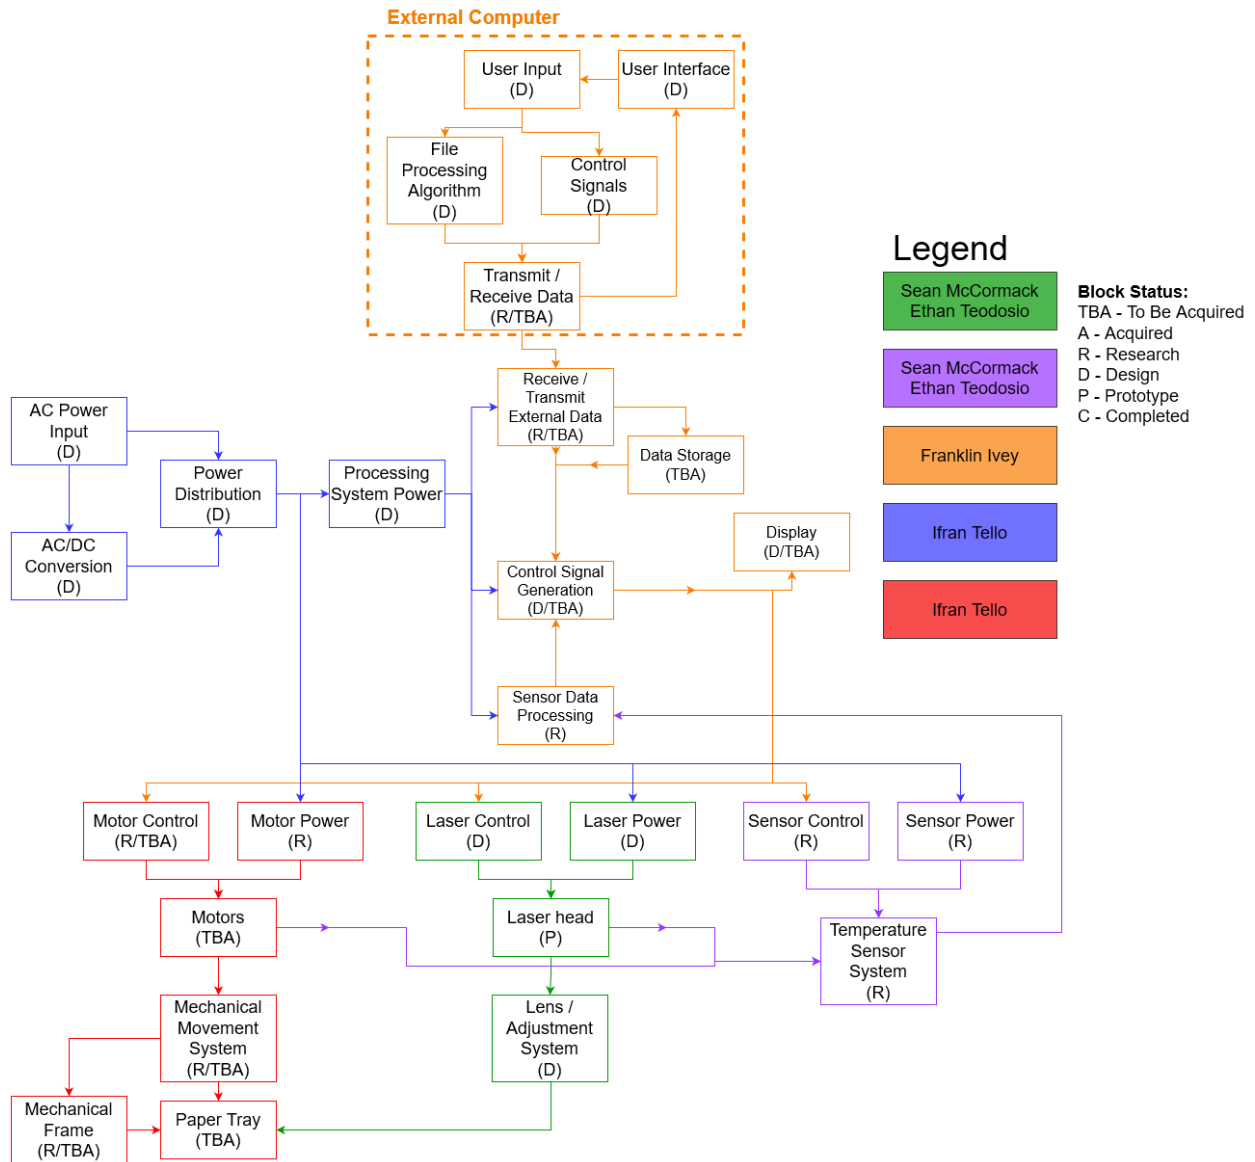 External Computer
User Input
(D)
User Interface
(D)
File
Processing
Algorithm
(D)
Control
Signals
(D)
Transmit /
Receive Data
(R/TBA)
Legend
Sean McCormack
Ethan Teodosio
Sean McCormack
Ethan Teodosio
Franklin Ivey
Ifran Tello
Ifran Tello
Block Status:
TBA - To Be Acquired
A - Acquired
R - Research
D - Design
P - Prototype
C - Completed
AC Power
Input
(D)
AC/DC
Conversion
(D)
Power
Distribution
(D)
Processing
System Power
(D)
Receive /
Transmit
External Data
(R/TBA)
Data Storage
(TBA)
Display
(D/TBA)
Control Signal
Generation
(D/TBA)
Sensor Data
Processing
(R)
Motor Control
(R/TBA)
Motor Power
(R)
Laser Control
(D)
Laser Power
(D)
Sensor Control
(R)
Sensor Power
(R)
Motors
(TBA)
Laser head
(P)
Temperature
Sensor
System
(R)
Mechanical
Movement
System
(R/TBA)
Lens /
Adjustment
System
(D)
Mechanical
Frame
(R/TBA)
Paper Tray
(TBA)